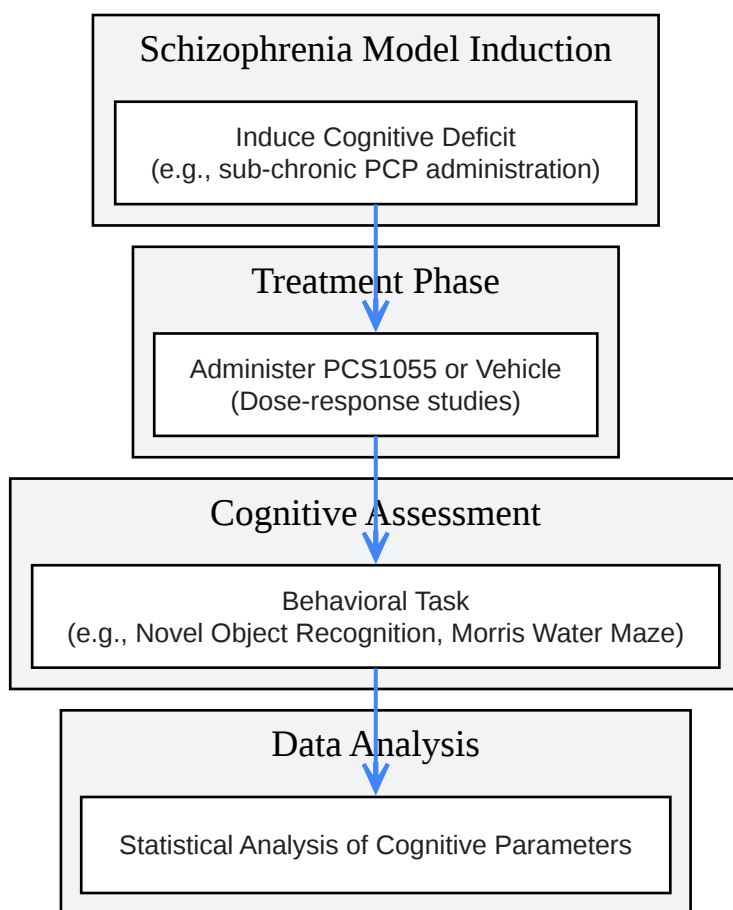 Schizophrenia Model Induction
Induce Cognitive Deficit
(e.g., sub-chronic PCP administration)
Treatment Phase
Administer PCS1055 or Vehicle
(Dose-response studies)
Cognitive Assessment
Behavioral Task
(e.g., Novel Object Recognition, Morris Water Maze)
Data Analysis
Statistical Analysis of Cognitive Parameters